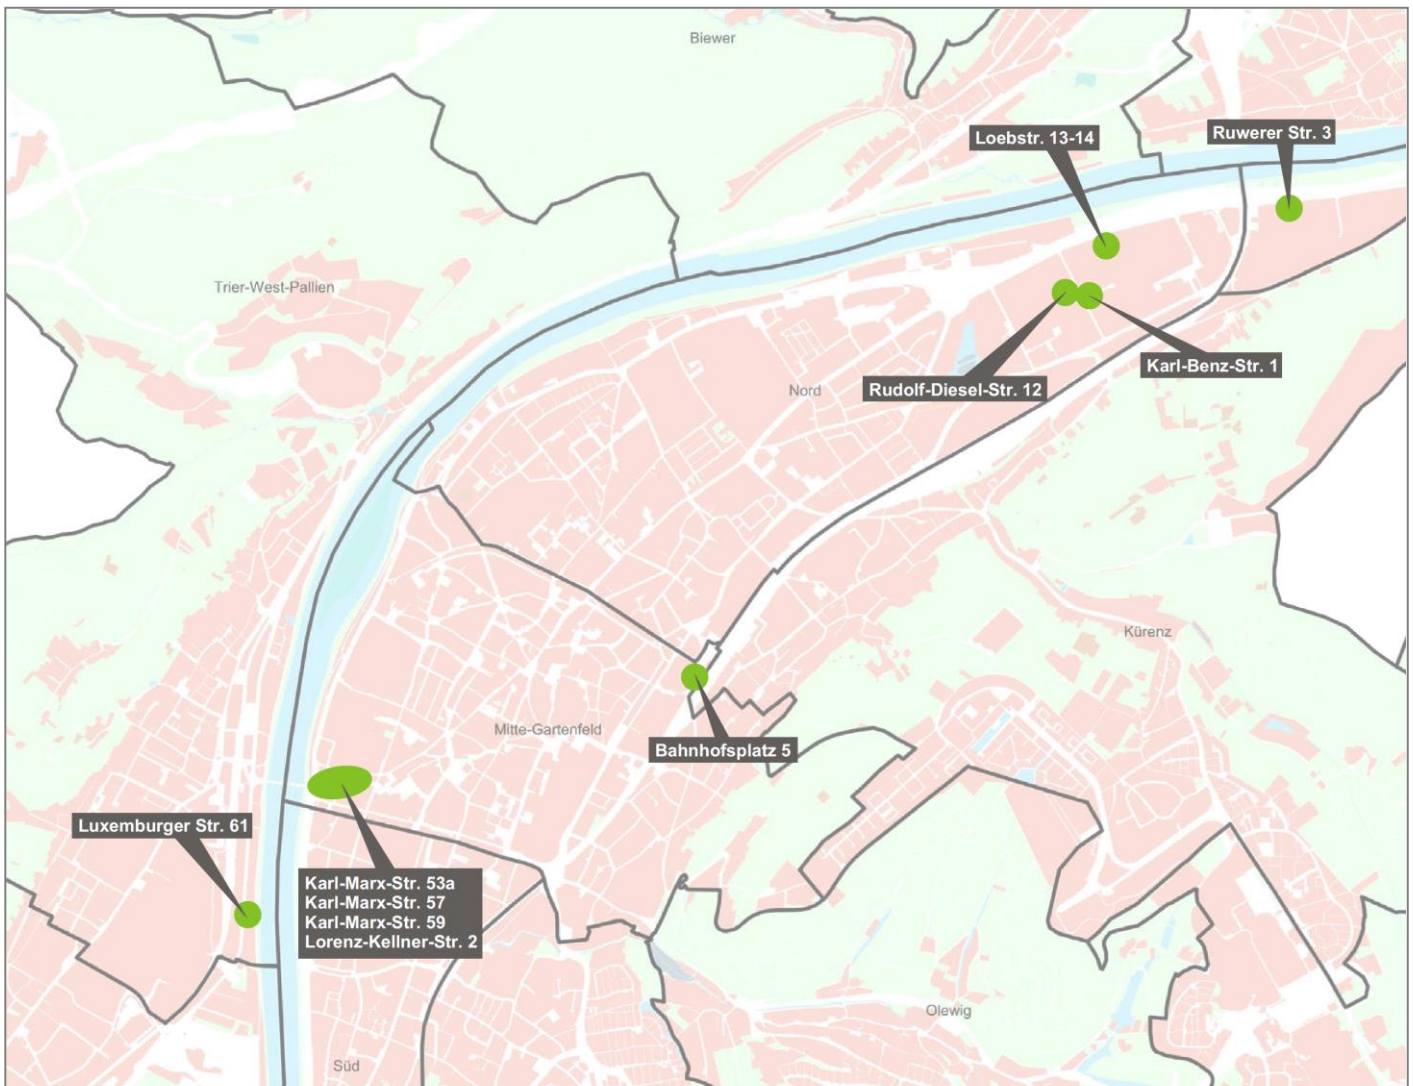 Biewer
Loebstr. 13-14
Ruwerer Str. 3
Trier-West-Pallien
Karl-Benz-Str. 1
Rudolf-Diesel-Str. 12
Nord
Kürenz
Mitte-Gartenfeld
Bahnhofsplatz 5
Luxemburger Str. 61
Karl-Marx-Str. 53a
Karl-Marx-Str. 57
Karl-Marx-Str. 59
Lorenz-Kellner-Str. 2
Olewig
Süd